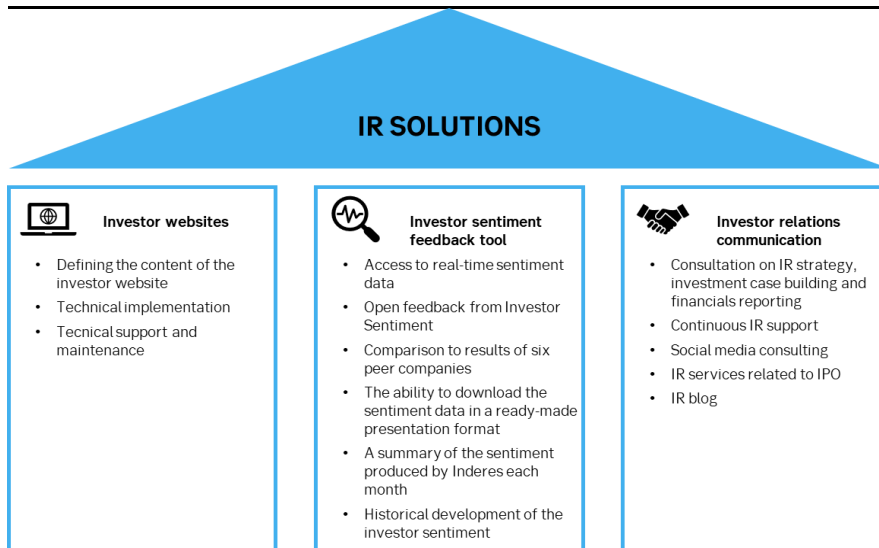 IR SOLUTIONS
Investor websites
• Defining the content of the
investor website
• Technical implementation
• Tecnical support and
maintenance
Investor sentiment
feedback tool
• Access to real-time sentiment
data
• Open feedback from Investor
Sentiment
• Comparison to results of six
peer companies
• The ability to download the
sentiment data in a ready-made
presentation format
• A summary of the sentiment
produced by Inderes each
month
• Historical development of the
investor sentiment
Investor relations
communication
• Consultation on IR strategy,
investment case building and
financials reporting
• Continuous IR support
• Social media consulting
• IR services related to IPO
• IR blog